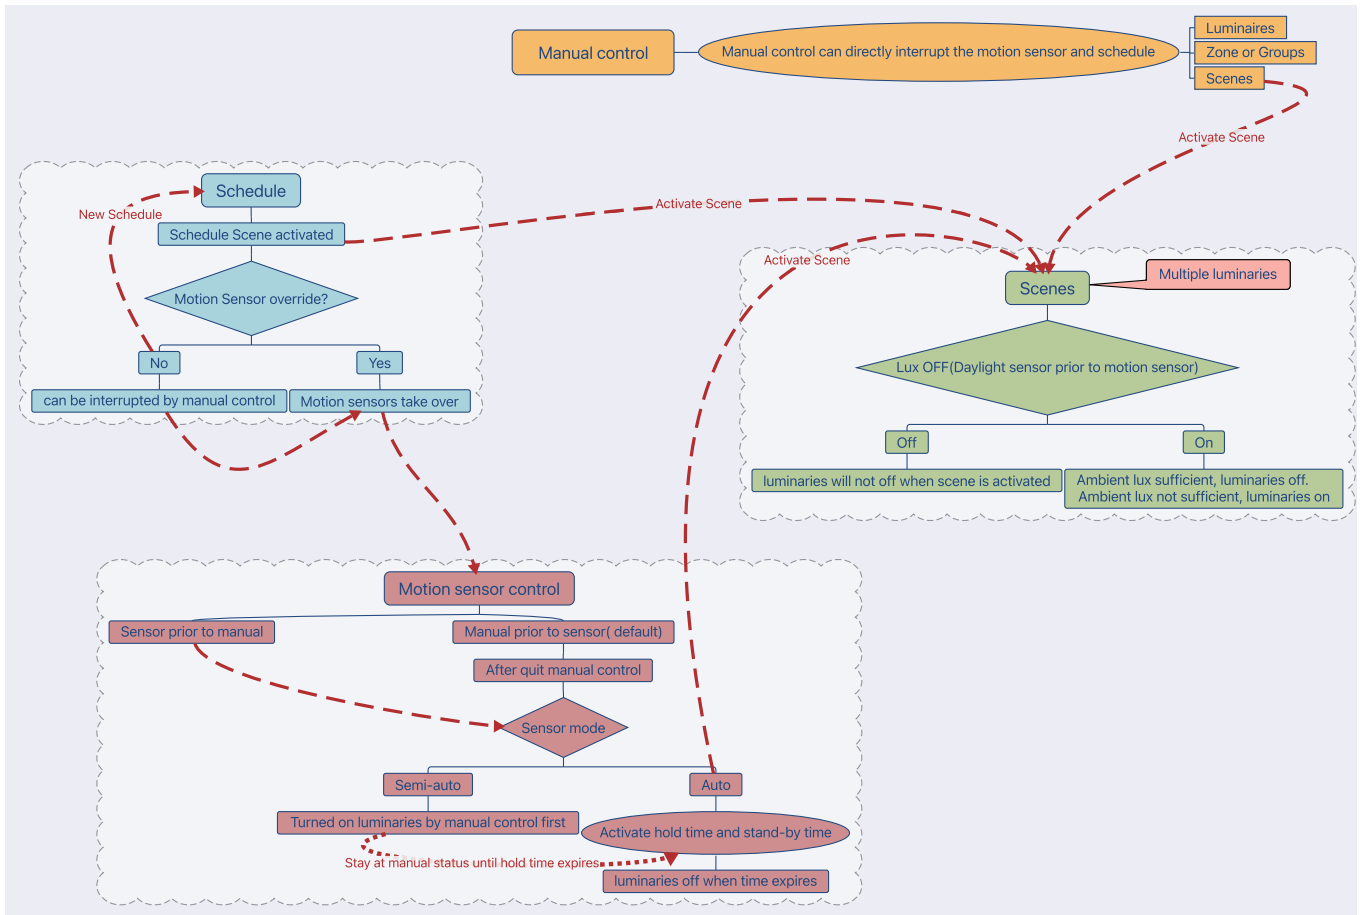 Manual control
Manual control can directly interrupt the motion sensor and schedule
Luminaires
Zone or Groups
Scenes
Activate Scene
Schedule
New Schedule
Schedule Scene activated
Activate Scene
Motion Sensor override?
No
Yes
can be interrupted by manual control
Motion sensors take over
Activate Scene
Scenes
Multiple luminaries
Lux OFF(Daylight sensor prior to motion sensor)
Off
On
luminaries will not off when scene is activated
Ambient lux sufficient, luminaries off.
Ambient lux not sufficient, luminaries on
Motion sensor control
Sensor prior to manual
Manual prior to sensor( default)
After quit manual control
Sensor mode
Semi-auto
Auto
Turned on luminaries by manual control first
Activate hold time and stand-by time
Stay at manual status until hold time expires
luminaries off when time expires